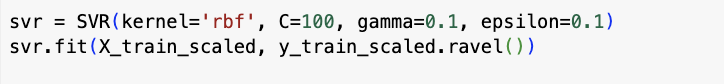 svr = SVR(kernel='rbf', C=100, gamma=0.1, epsilon=0.1)
svr.fit(X_train_scaled, y_train_scaled.ravel())